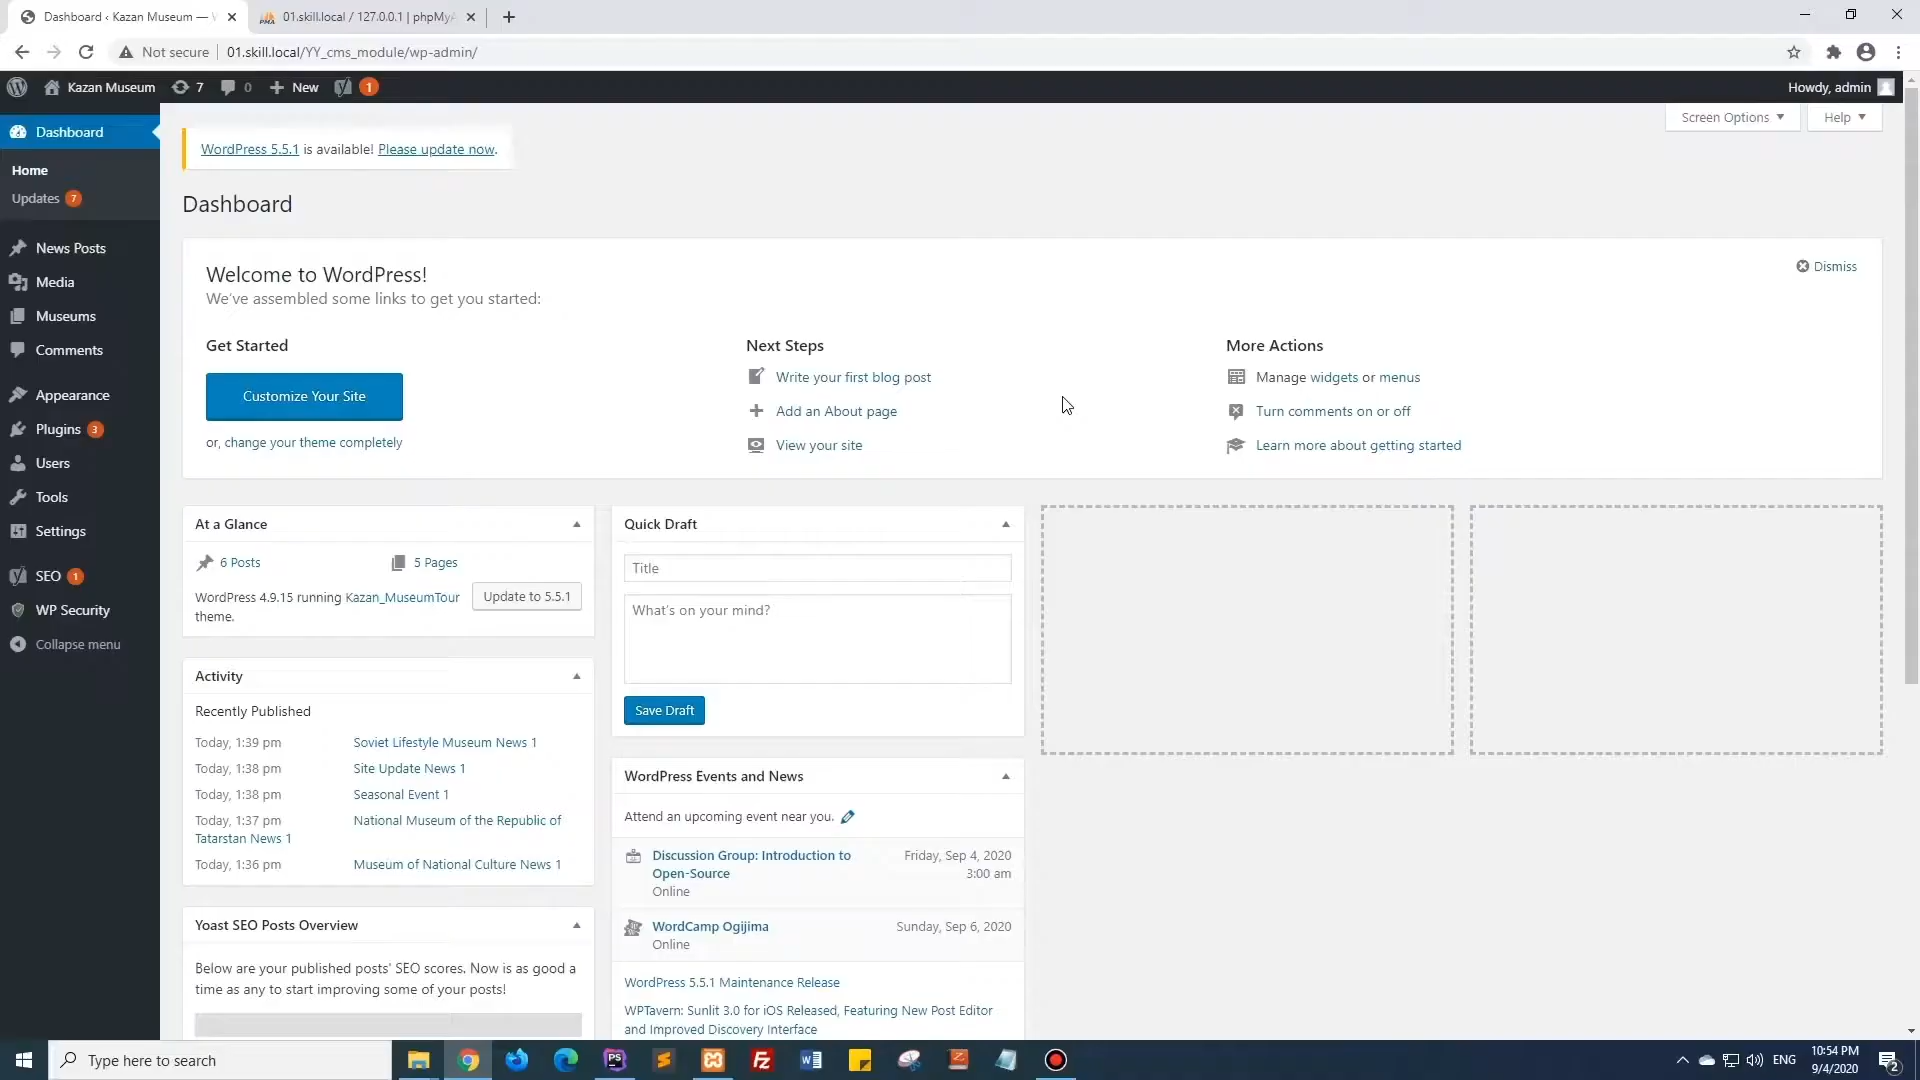 Dashboard ‹ Kazan Museum — W
01.skill.local / 127.0.0.1 | phpMyA
Not secure
01.skill.local/YY_cms_module/wp-admin/
Kazan Museum
7
0
New
1
Howdy, admin
Dashboard
Home
Updates 7
News Posts
Media
Museums
Comments
Appearance
Plugins 3
Users
Tools
Settings
SEO 1
WP Security
Collapse menu
Screen Options
Help
WordPress 5.5.1 is available! Please update now.
Dashboard
Welcome to WordPress!
We've assembled some links to get you started:
Dismiss
Get Started
Customize Your Site
or, change your theme completely
Next Steps
Write your first blog post
Add an About page
View your site
More Actions
Manage widgets or menus
Turn comments on or off
Learn more about getting started
At a Glance
6 Posts
5 Pages
WordPress 4.9.15 running Kazan_MuseumTour
theme.
Update to 5.5.1
Activity
Recently Published
Today, 1:39 pm Soviet Lifestyle Museum News 1
Today, 1:38 pm Site Update News 1
Today, 1:38 pm Seasonal Event 1
Today, 1:37 pm National Museum of the Republic of
Tatarstan News 1
Today, 1:36 pm Museum of National Culture News 1
Yoast SEO Posts Overview
Below are your published posts' SEO scores. Now is as good a
time as any to start improving some of your posts!
Quick Draft
Title
What's on your mind?
Save Draft
WordPress Events and News
Attend an upcoming event near you.
Discussion Group: Introduction to
Open-Source
Online
Friday, Sep 4, 2020
3:00 am
WordCamp Ogijima
Online
Sunday, Sep 6, 2020
WordPress 5.5.1 Maintenance Release
WPTavern: Sunlit 3.0 for iOS Released, Featuring New Post Editor
and Improved Discovery Interface
Type here to search
ENG
10:54 PM
9/4/2020
2